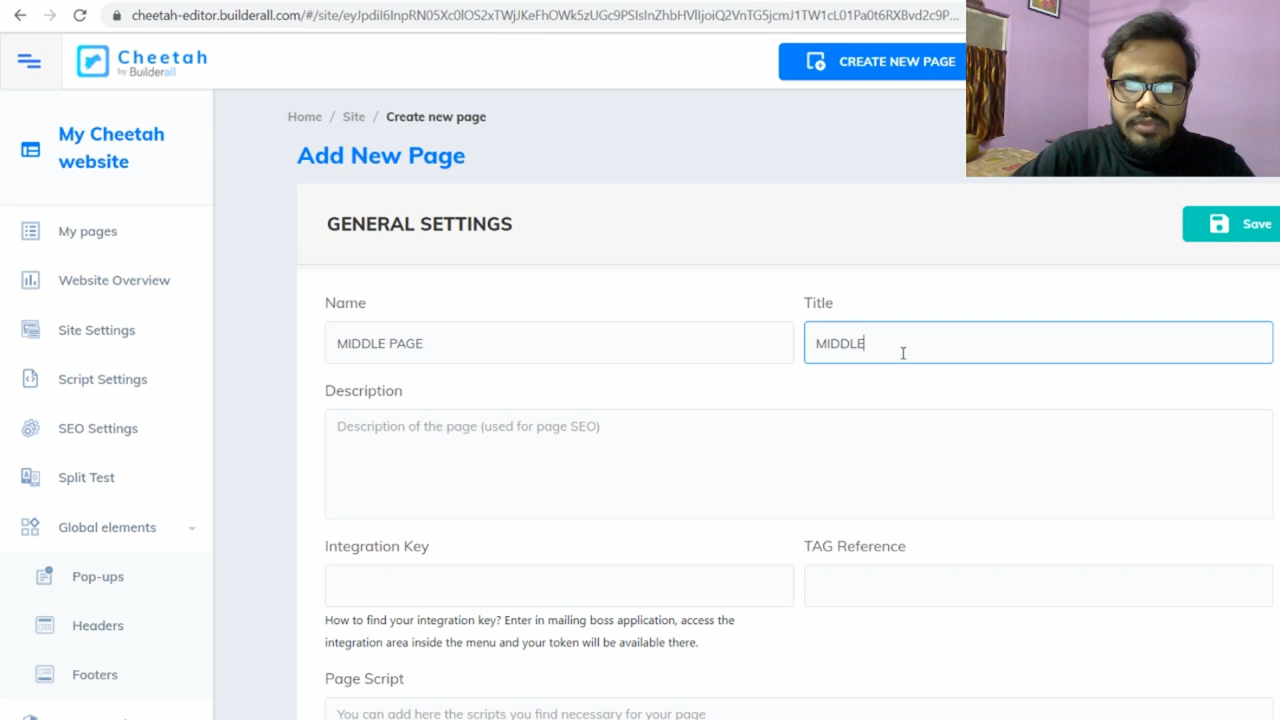 cheetah-editor.builderall.com/#/site/eyJpdiI6InpRN05Xc0lOS2xTWjJKeFhOWk5zUGc9PSIsInZhbHVlIjoiQ2VnTG5jcmJ1TW1cL01Pa0t6RXBvd2c9P...
Cheetah
by Builderall
CREATE NEW PAGE
My Cheetah
website
Home / Site / Create new page
Add New Page
GENERAL SETTINGS
Save
My pages
Website Overview
Site Settings
Script Settings
SEO Settings
Split Test
Global elements
Pop-ups
Headers
Footers
Name
Title
MIDDLE PAGE
MIDDLE
Description
Description of the page (used for page SEO)
Integration Key
TAG Reference
How to find your integration key? Enter in mailing boss application, access the
integration area inside the menu and your token will be available there.
Page Script
You can add here the scripts you find necessary for your page